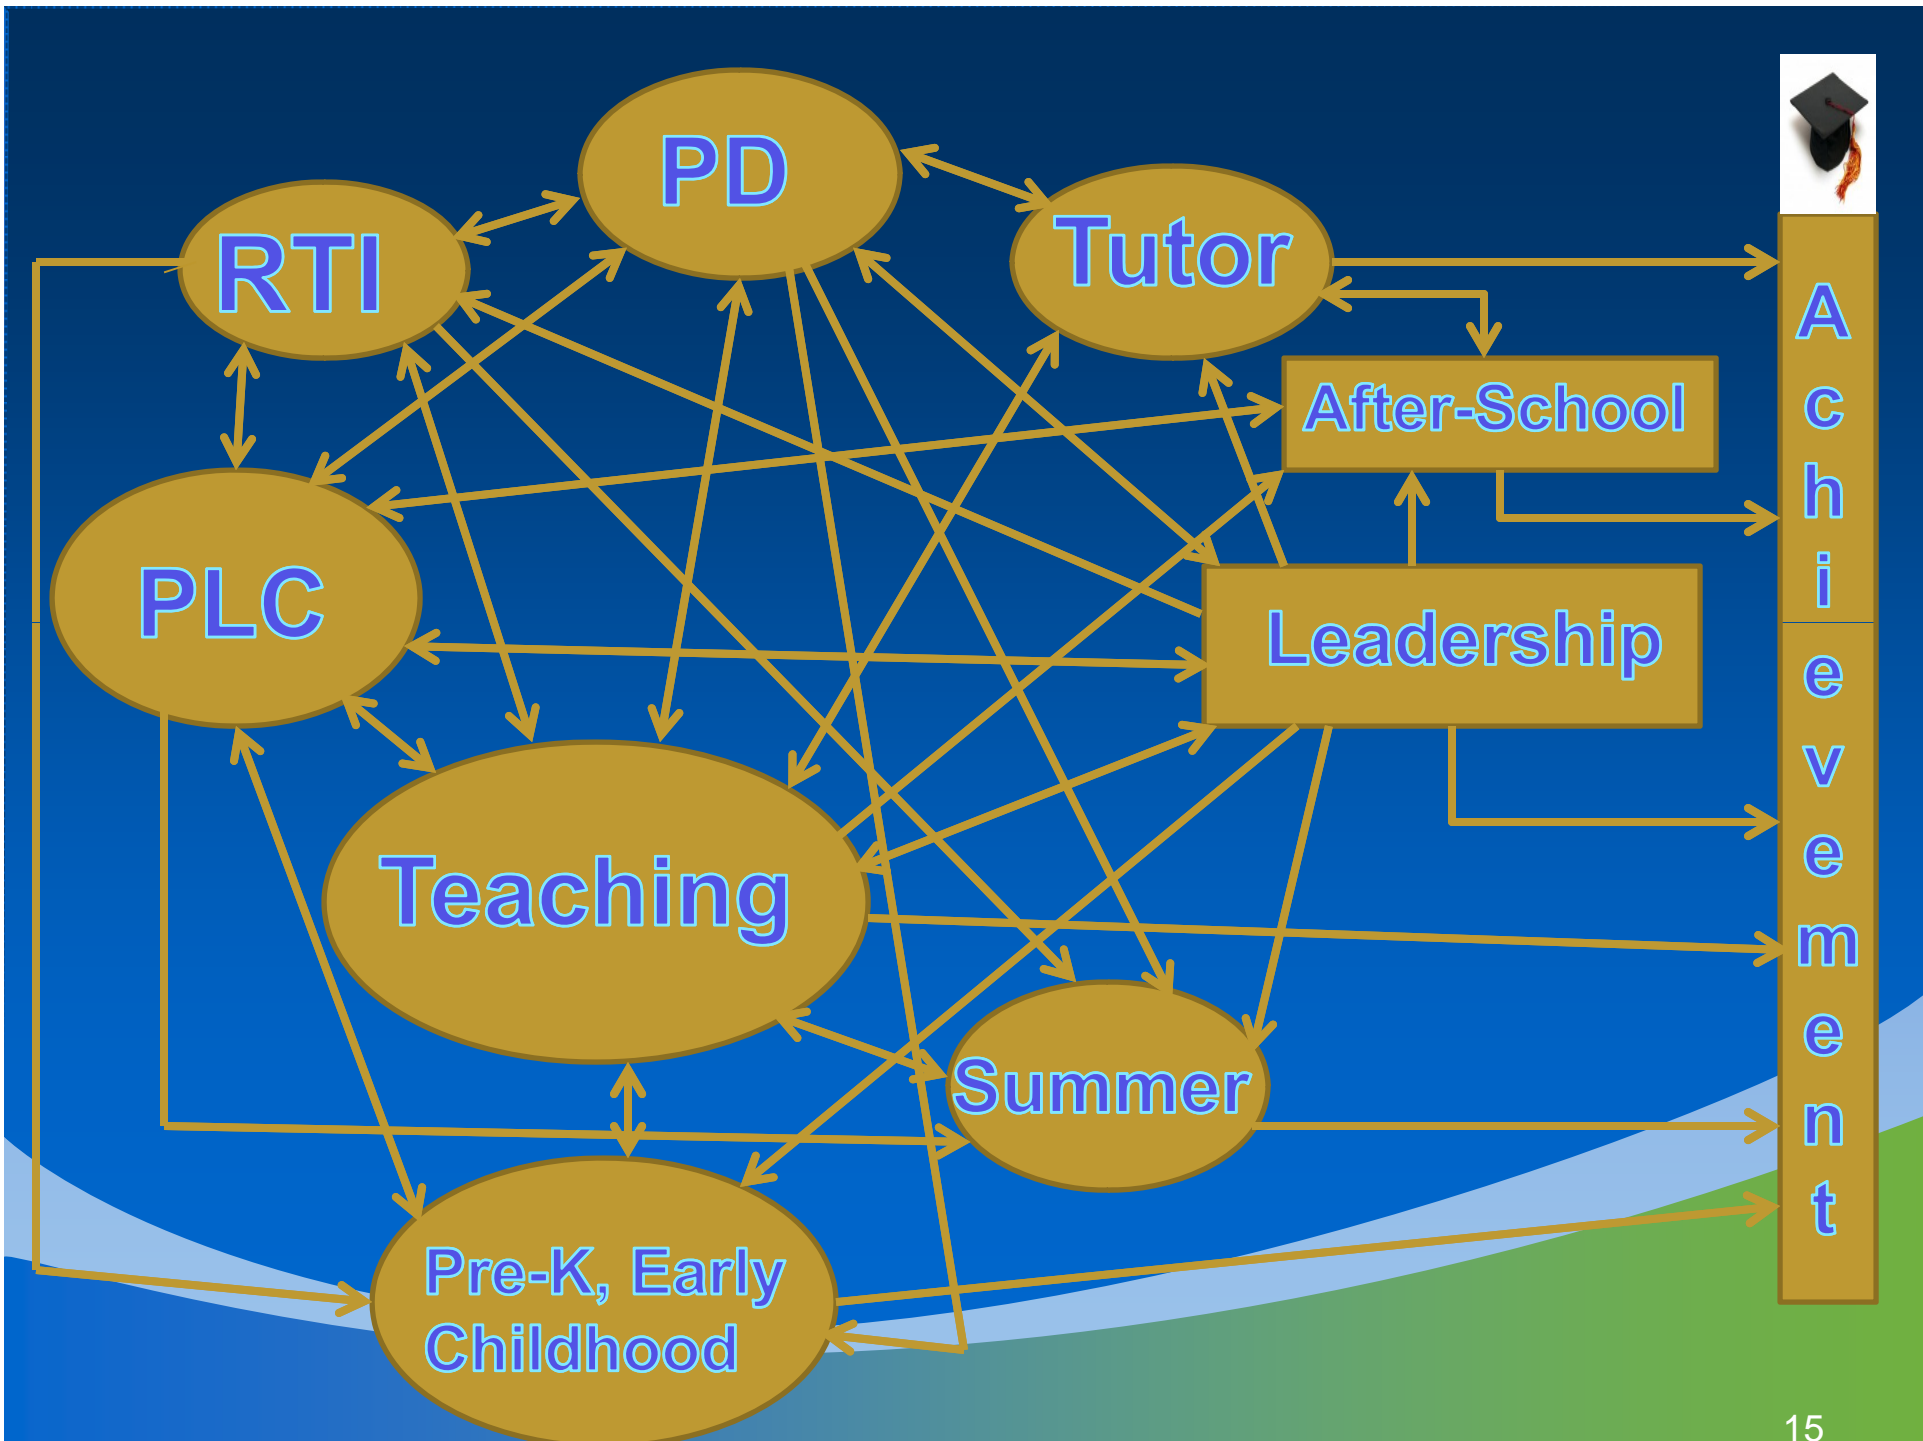 PD
RTI
Tutor
After-School
PLC
Leadership
Teaching
Summer
Pre-K, Early
Childhood
A
c
h
i
e
v
e
m
e
n
t
15